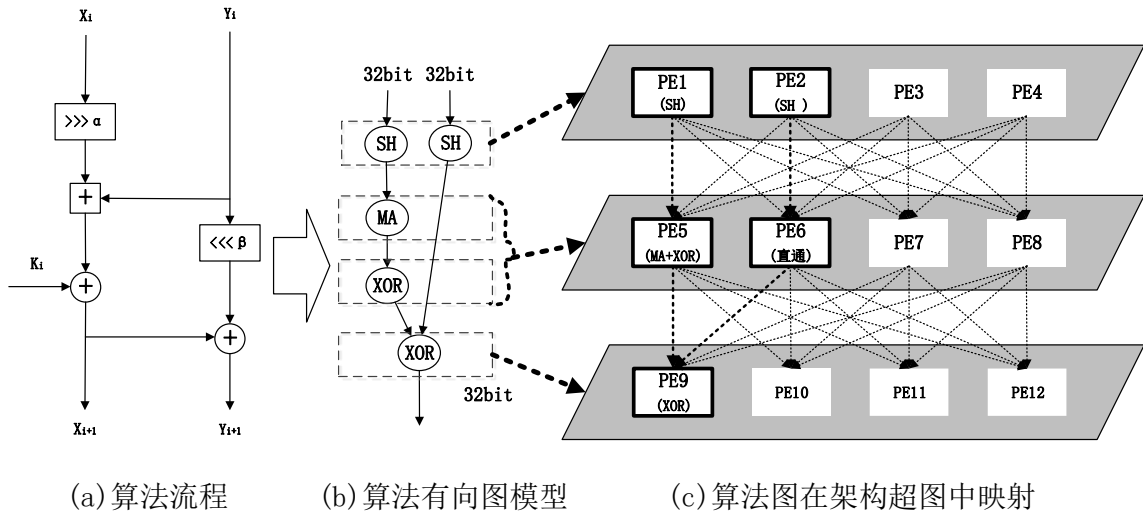 Xi
Yi
>>> α
+
<<< β
Ki
+
+
Xi+1
Yi+1
32bit 32bit
SH SH
MA
XOR
XOR
32bit
PE1
(SH)
PE2
(SH )
PE3
PE4
PE5
(MA+XOR)
PE6
(直通)
PE7
PE8
PE9
(XOR)
PE10
PE11
PE12
(a)算法流程
(b)算法有向图模型
(c)算法图在架构超图中映射